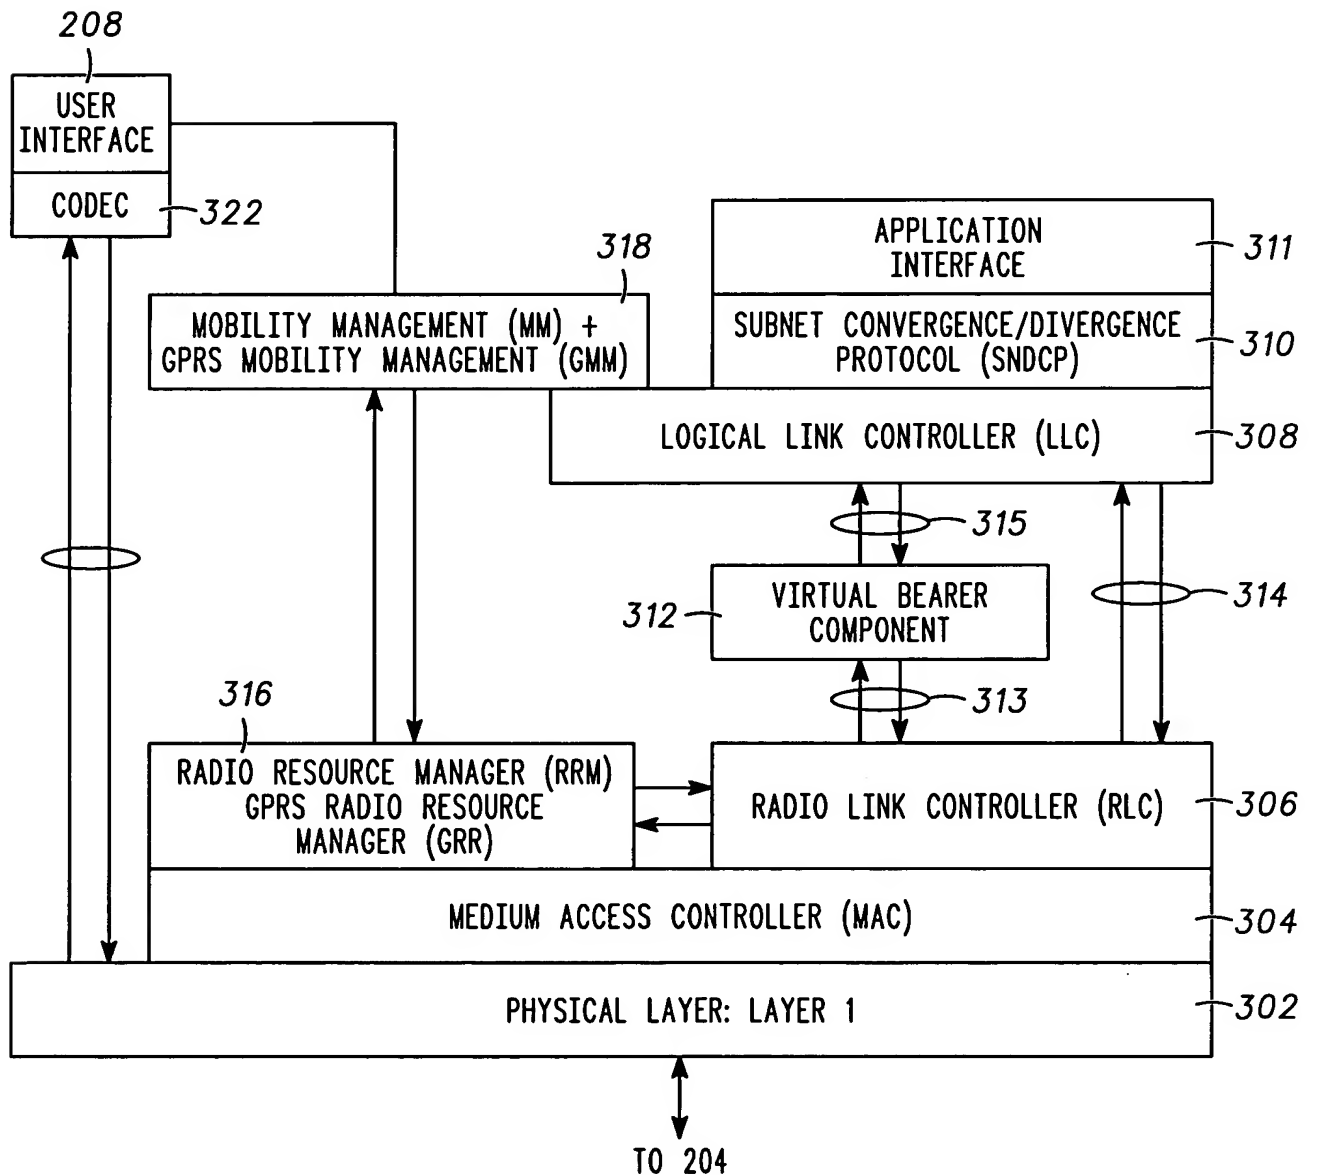 208
USER
INTERFACE
CODEC
322
318
MOBILITY MANAGEMENT (MM) +
GPRS MOBILITY MANAGEMENT (GMM)
APPLICATION
INTERFACE
311
SUBNET CONVERGENCE/DIVERGENCE
PROTOCOL (SNDCP)
310
LOGICAL LINK CONTROLLER (LLC)
308
315
312
VIRTUAL BEARER
COMPONENT
314
313
316
RADIO RESOURCE MANAGER (RRM)
GPRS RADIO RESOURCE
MANAGER (GRR)
RADIO LINK CONTROLLER (RLC)
306
MEDIUM ACCESS CONTROLLER (MAC)
304
PHYSICAL LAYER: LAYER 1
302
TO 204